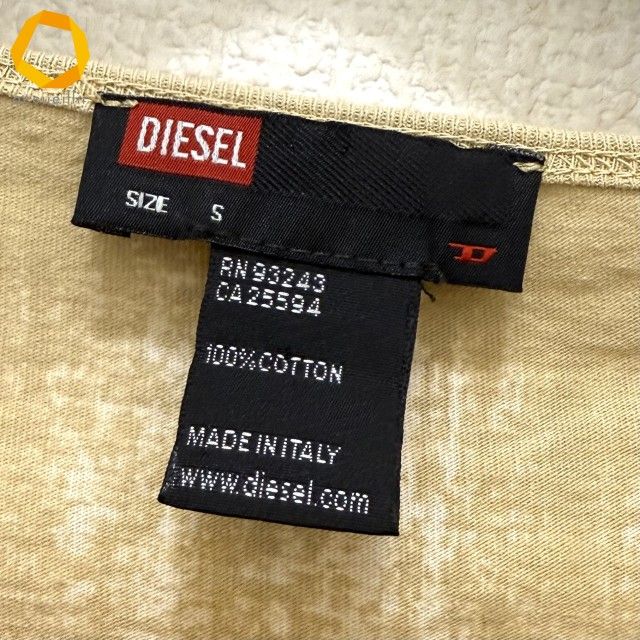 DIESEL
SIZE S
D
RN 93243
CA 25594
100% COTTON
MADE IN ITALY
www.diesel.com